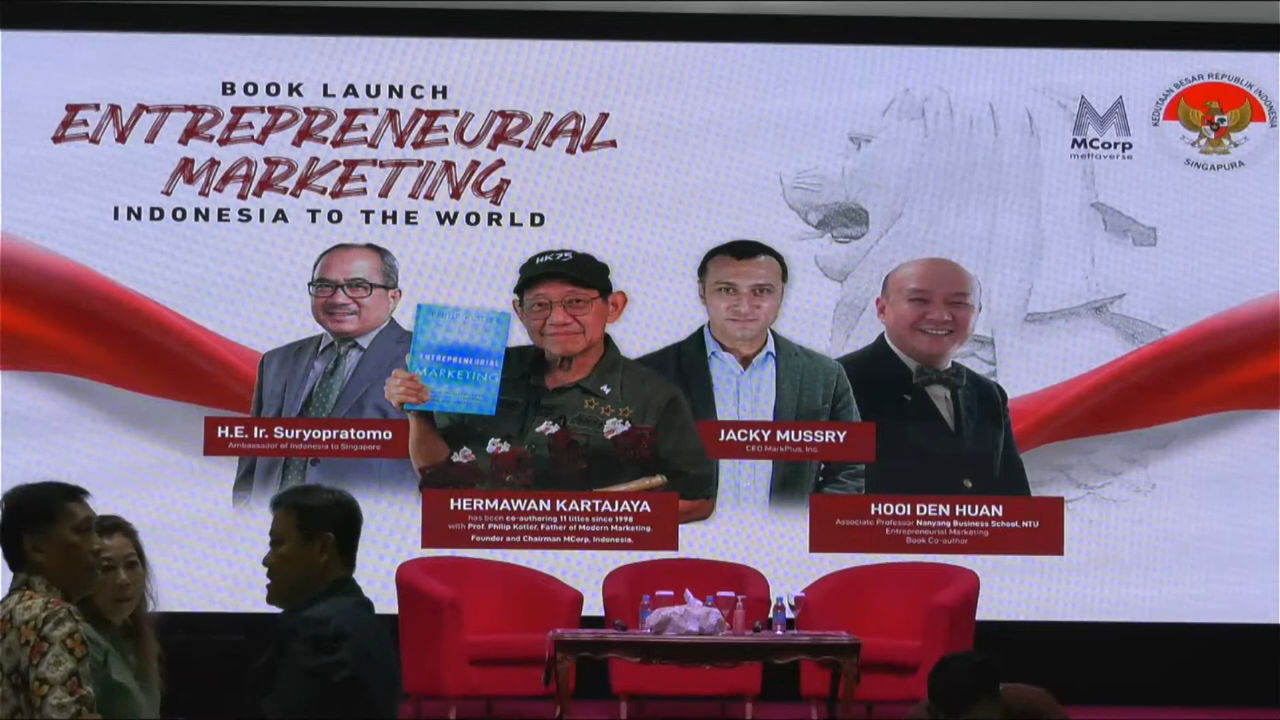 BOOK LAUNCH
ENTREPRENEURIAL
MARKETING
INDONESIA TO THE WORLD
MCorp
mettaverse
KEDUTAAN BESAR REPUBLIK INDONESIA
SINGAPURA
HK75
PHILIP KOTLER
ENTREPRENEURIAL
MARKETING
H.E. Ir. Suryopratomo
Ambassador of Indonesia to Singapore
HERMAWAN KARTAJAYA
has been co-authoring 11 titles since 1998
with Prof. Philip Kotler, Father of Modern Marketing.
Founder and Chairman MCorp, Indonesia.
JACKY MUSSRY
CEO MarkPlus, Inc.
HOOI DEN HUAN
Associate Professor Nanyang Business School, NTU
Entrepreneurial Marketing
Book Co-author